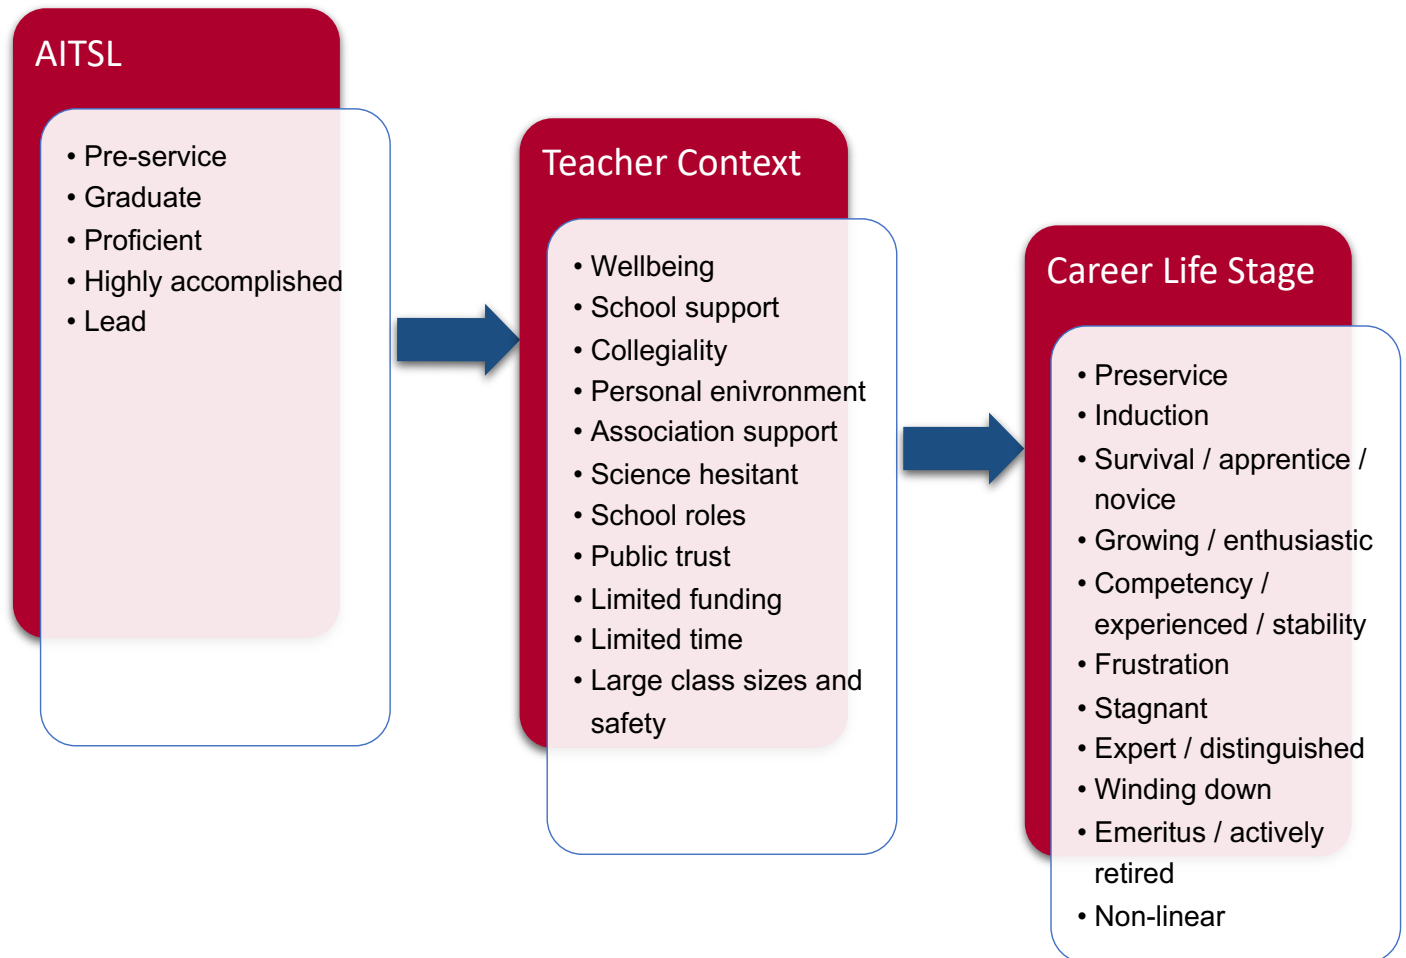 AITSL
• Pre-service
• Graduate
• Proficient
• Highly accomplished
• Lead
Teacher Context
• Wellbeing
• School support
• Collegiality
• Personal enivronment
• Association support
• Science hesitant
• School roles
• Public trust
• Limited funding
• Limited time
• Large class sizes and
safety
Career Life Stage
• Preservice
• Induction
• Survival / apprentice /
novice
• Growing / enthusiastic
• Competency /
experienced / stability
• Frustration
• Stagnant
• Expert / distinguished
• Winding down
• Emeritus / actively
retired
• Non-linear